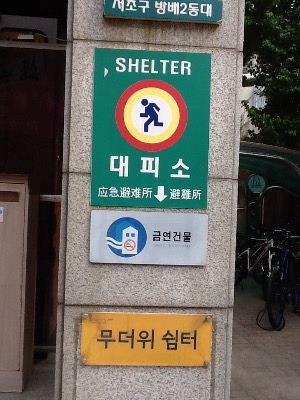 서초구 방배2동대
SHELTER
대피소
应急避难所 避難所
금연건물
무더위 쉼터